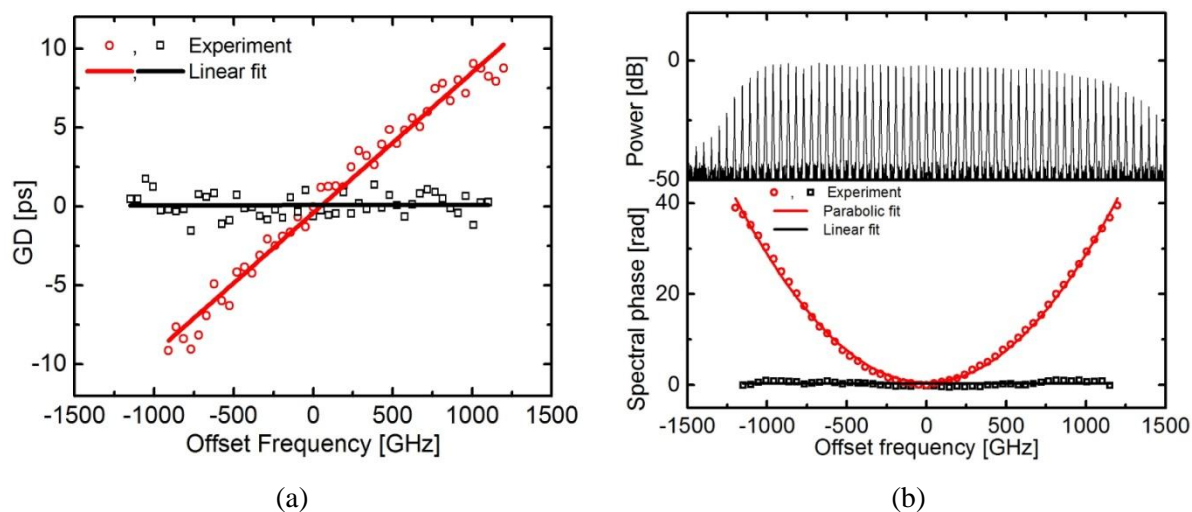 10
5
0
-5
-10
GD [ps]
, Experiment
, Linear fit
-1500 -1000 -500 0 500 1000 1500
Offset Frequency [GHz]
(a)
0
-50
Power [dB]
40
20
0
Spectral phase [rad]
, Experiment
Parabolic fit
Linear fit
-1500 -1000 -500 0 500 1000 1500
Offset frequency [GHz]
(b)